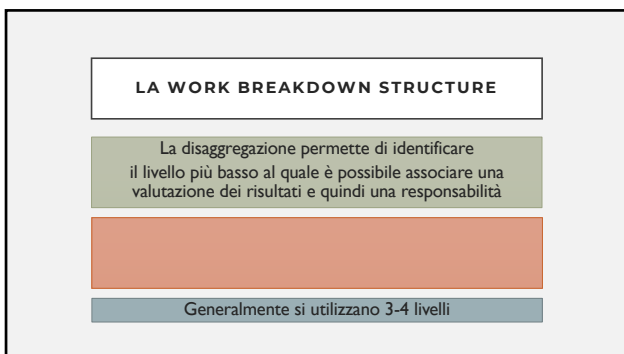 LA WORK BREAKDOWN STRUCTURE
La disaggregazione permette di identificare
il livello più basso al quale è possibile associare una
valutazione dei risultati e quindi una responsabilità
Generalmente si utilizzano 3-4 livelli